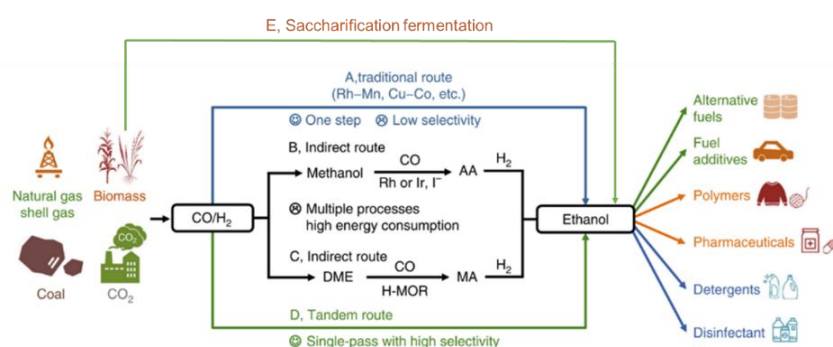 E, Saccharification fermentation
A,traditional route
(Rh–Mn, Cu–Co, etc.)
☺ One step ☹ Low selectivity
B, Indirect route
Methanol
CO
Rh or Ir, I⁻
AA
H₂
☹ Multiple processes
high energy consumption
C, Indirect route
DME
CO
H-MOR
MA
H₂
D, Tandem route
☺ Single-pass with high selectivity
Natural gas
shell gas
Biomass
Coal
CO₂
CO₂
CO/H₂
Ethanol
Alternative
fuels
Fuel
additives
Polymers
Pharmaceuticals
Detergents
Disinfectant